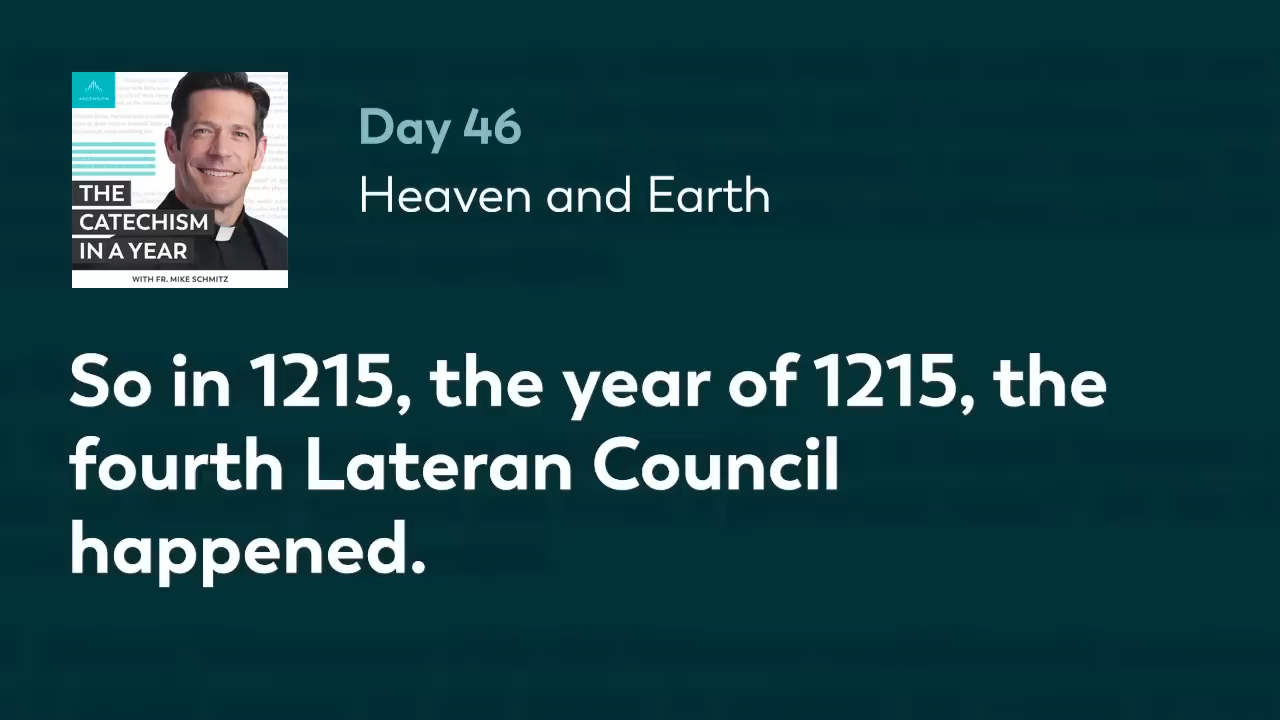 ASCENSION
Day 46
Heaven and Earth
THE
CATECHISM
IN A YEAR
WITH FR. MIKE SCHMITZ
So in 1215, the year of 1215, the
fourth Lateran Council
happened.